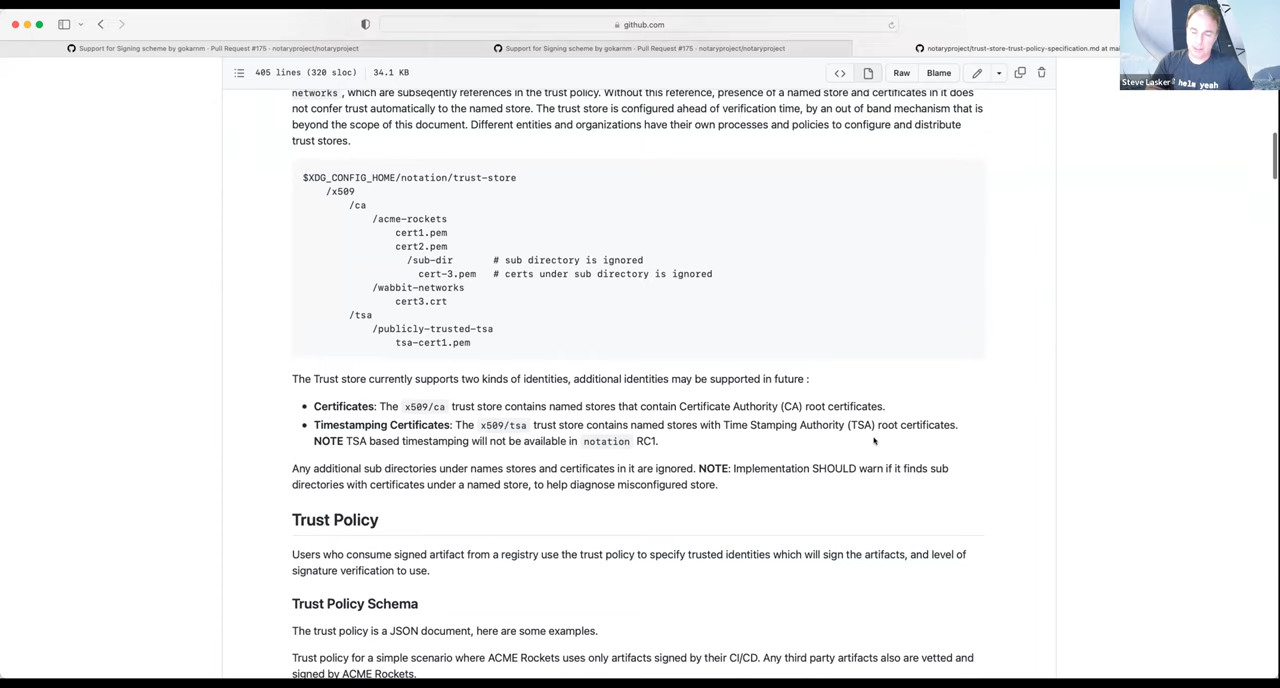 github.com
Support for Signing scheme by gokarnm · Pull Request #175 · notaryproject/notaryproject
Support for Signing scheme by gokarnm · Pull Request #175 · notaryproject/notaryproject
notaryproject/trust-store-trust-policy-specification.md at mai
Steve Lasker
helm yeah
405 lines (320 sloc)
34.1 KB
Raw
Blame
networks, which are subseqently references in the trust policy. Without this reference, presence of a named store and certificates in it does
not confer trust automatically to the named store. The trust store is configured ahead of verification time, by an out of band mechanism that is
beyond the scope of this document. Different entities and organizations have their own processes and policies to configure and distribute
trust stores.
$XDG_CONFIG_HOME/notation/trust-store
/x509
/ca
/acme-rockets
cert1.pem
cert2.pem
/sub-dir # sub directory is ignored
cert-3.pem # certs under sub directory is ignored
/wabbit-networks
cert3.crt
/tsa
/publicly-trusted-tsa
tsa-cert1.pem
The Trust store currently supports two kinds of identities, additional identities may be supported in future :
• Certificates: The x509/ca trust store contains named stores that contain Certificate Authority (CA) root certificates.
• Timestamping Certificates: The x509/tsa trust store contains named stores with Time Stamping Authority (TSA) root certificates.
NOTE TSA based timestamping will not be available in notation RC1.
Any additional sub directories under names stores and certificates in it are ignored. NOTE: Implementation SHOULD warn if it finds sub
directories with certificates under a named store, to help diagnose misconfigured store.
Trust Policy
Users who consume signed artifact from a registry use the trust policy to specify trusted identities which will sign the artifacts, and level of
signature verification to use.
Trust Policy Schema
The trust policy is a JSON document, here are some examples.
Trust policy for a simple scenario where ACME Rockets uses only artifacts signed by their CI/CD. Any third party artifacts also are vetted and
signed by ACME Rockets.